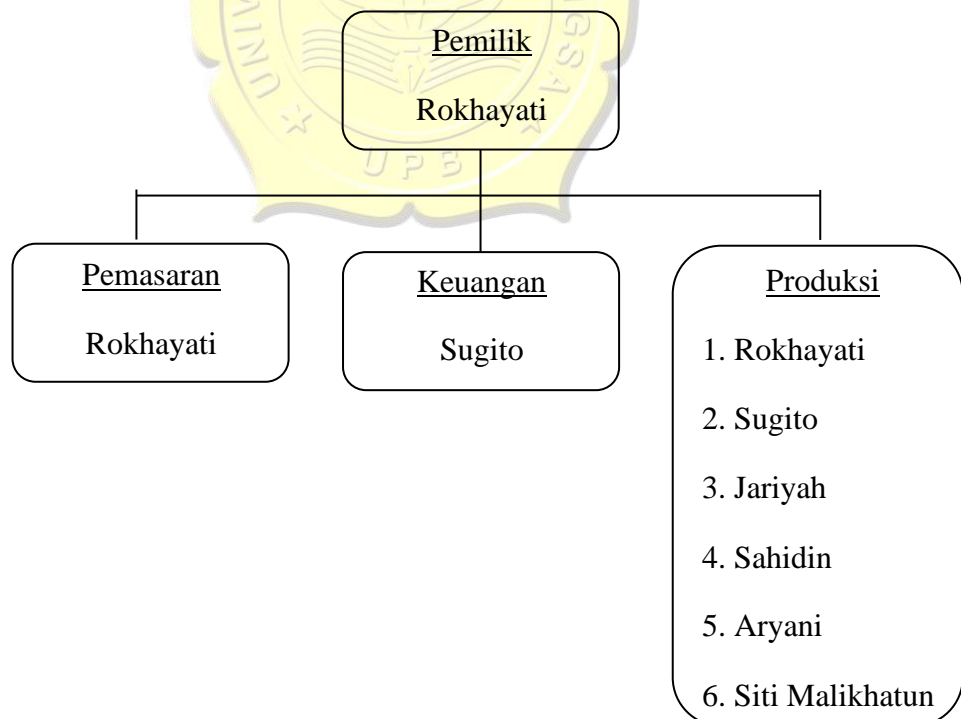 Pemilik
Rokhayati
UPB
Pemasaran
Rokhayati
Keuangan
Sugito
Produksi
1. Rokhayati
2. Sugito
3. Jariyah
4. Sahidin
5. Aryani
6. Siti Malikhatun